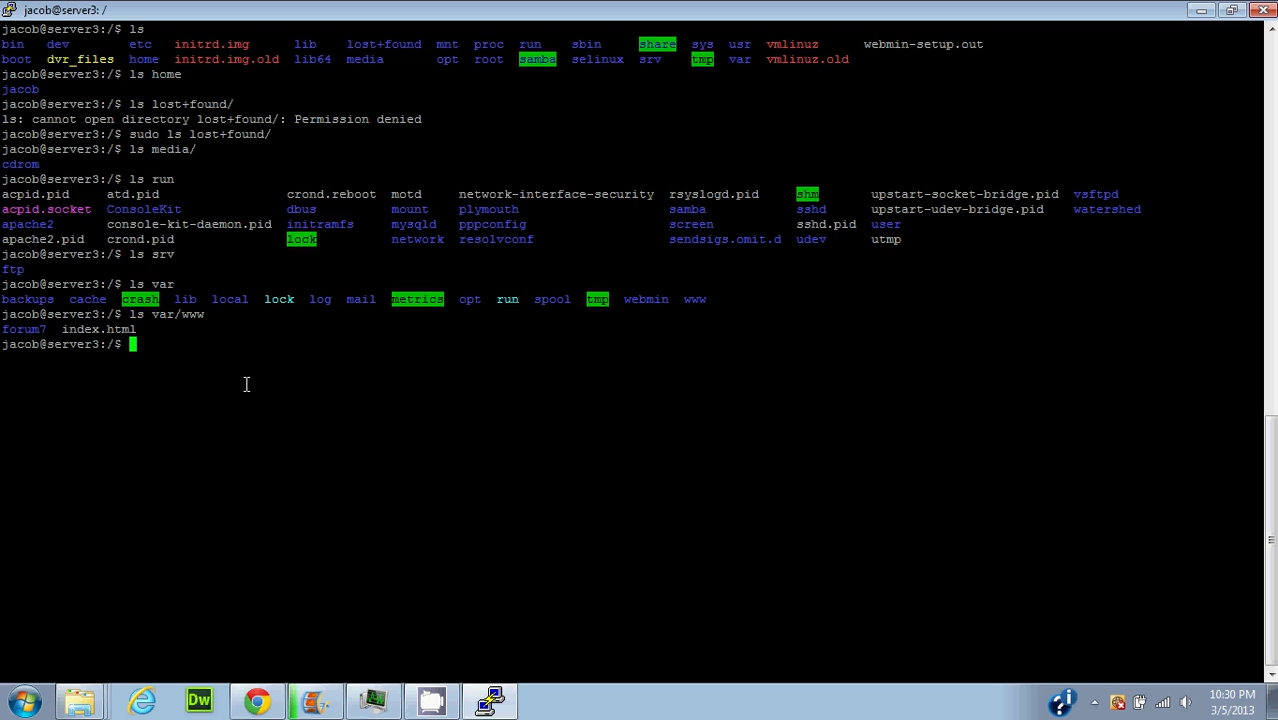 jacob@server3: /
jacob@server3:/$ ls
bin dev etc initrd.img lib lost+found mnt proc run sbin share sys usr vmlinuz webmin-setup.out
boot dvr_files home initrd.img.old lib64 media opt root samba selinux srv tmp var vmlinuz.old
jacob@server3:/$ ls home
jacob
jacob@server3:/$ ls lost+found/
ls: cannot open directory lost+found/: Permission denied
jacob@server3:/$ sudo ls lost+found/
jacob@server3:/$ ls media/
cdrom
jacob@server3:/$ ls run
acpid.pid atd.pid crond.reboot motd network-interface-security rsyslogd.pid shm upstart-socket-bridge.pid vsftpd
acpid.socket ConsoleKit dbus mount plymouth samba sshd upstart-udev-bridge.pid watershed
apache2 console-kit-daemon.pid initramfs mysqld pppconfig screen sshd.pid user
apache2.pid crond.pid lock network resolvconf sendsigs.omit.d udev utmp
jacob@server3:/$ ls srv
ftp
jacob@server3:/$ ls var
backups cache crash lib local lock log mail metrics opt run spool tmp webmin www
jacob@server3:/$ ls var/www
forum7 index.html
jacob@server3:/$
Dw
10:30 PM
3/5/2013